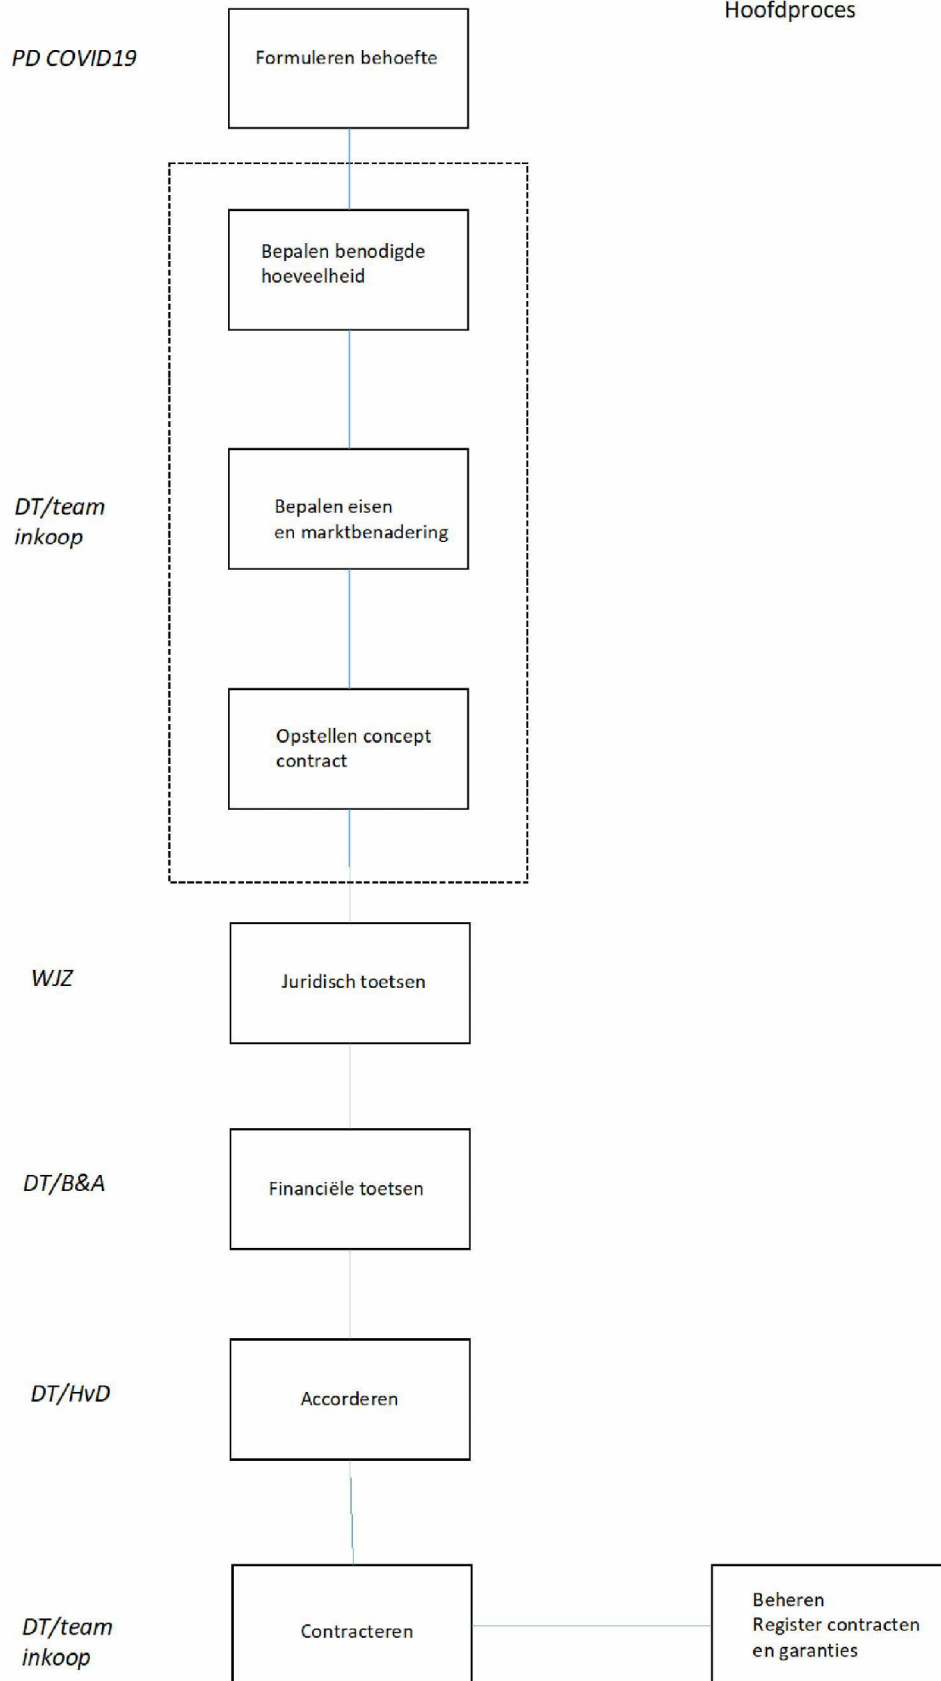 Hoofdproces
PD COVID19
Formuleren behoefte
Bepalen benodigde
hoeveelheid
DT/team
inkoop
Bepalen eisen
en marktbenadering
Opstellen concept
contract
WJZ
Juridisch toetsen
DT/B&A
Financiële toetsen
DT/HvD
Accorderen
DT/team
inkoop
Contracteren
Beheren
Register contracten
en garanties